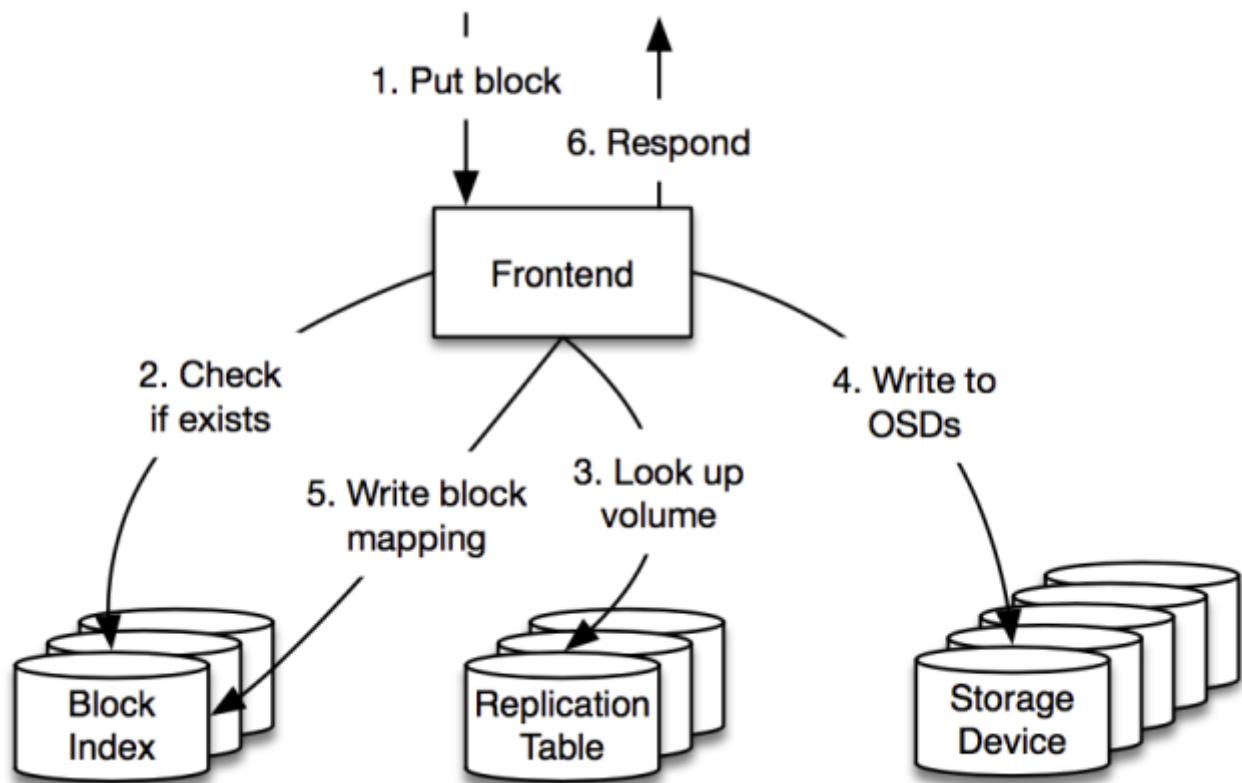 1. Put block
6. Respond
Frontend
2. Check
if exists
4. Write to
OSDs
3. Look up
volume
5. Write block
mapping
Block
Index
Replication
Table
Storage
Device